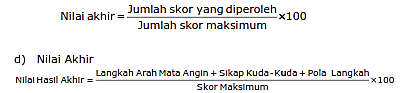 Nilai akhir = Jumlah skor yang diperoleh / Jumlah skor maksimum ×100
d) Nilai Akhir
Nilai Hasil Akhir = Langkah Arah Mata Angin + Sikap Kuda-Kuda + Pola Langkah / Skor Maksimum ×100